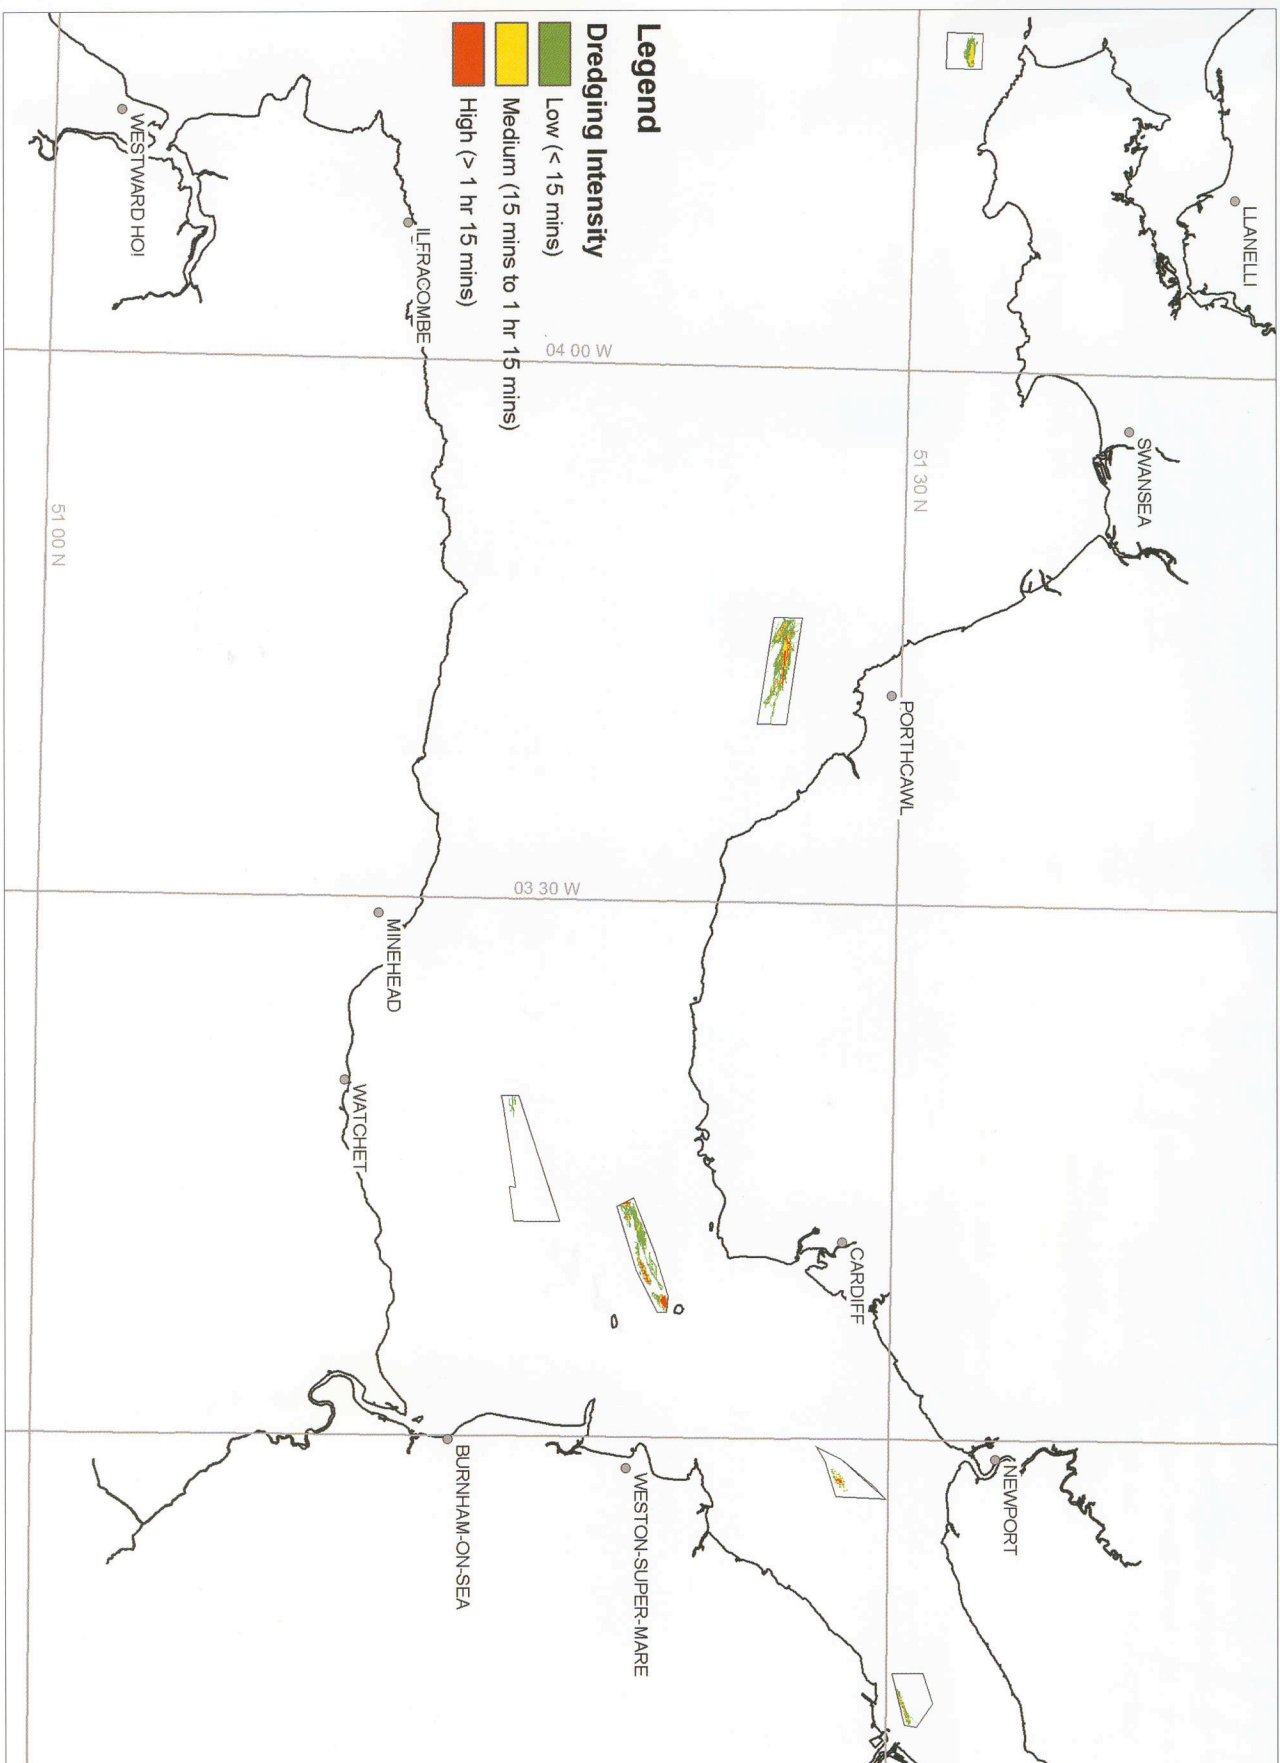 LLANELLI
SWANSEA
51 30 N
PORTHCAWL
CARDIFF
NEWPORT
Legend
Dredging Intensity
Low (< 15 mins)
Medium (15 mins to 1 hr 15 mins)
High (> 1 hr 15 mins)
04 00 W
03 30 W
ILFRACOMBE
WESTWARD HO!
51 00 N
MINEHEAD
WATCHET
BURNHAM-ON-SEA
WESTON-SUPER-MARE